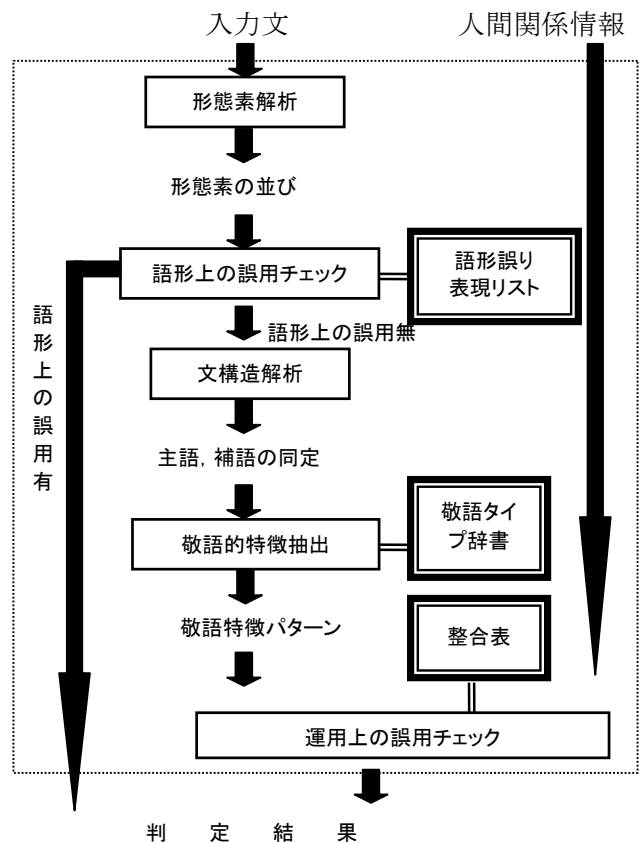 入力文
人間関係情報
形態素解析
形態素の並び
語形上の誤用チェック
語形誤り
表現リスト
語形上の誤用有
語形上の誤用無
文構造解析
主語，補語の同定
敬語的特徴抽出
敬語タイ
プ辞書
敬語特徴パターン
整合表
運用上の誤用チェック
判　定　結　果